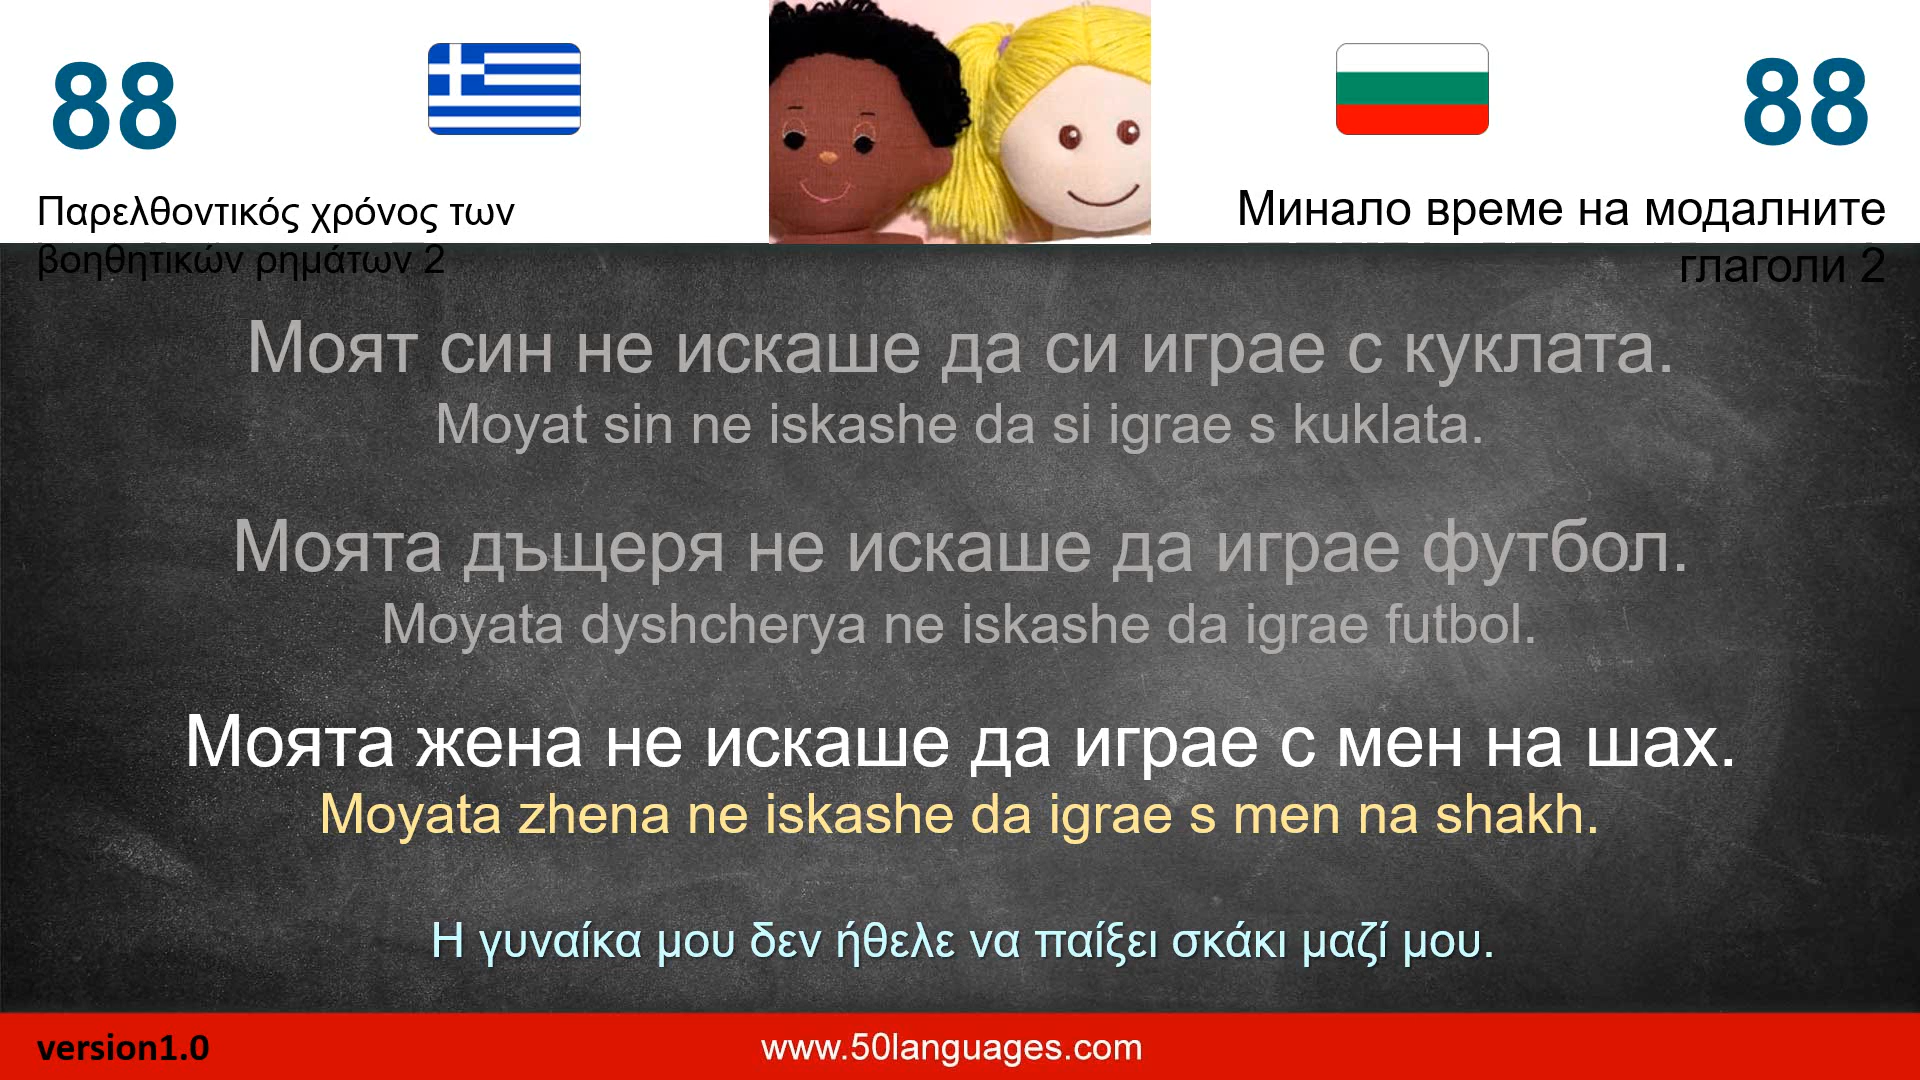 88
88
Παρελθοντικός χρόνος των
βοηθητικών ρημάτων 2
Минало време на модалните
глаголи 2
Моят син не искаше да си играе с куклата.
Moyat sin ne iskashe da si igrae s kuklata.
Моята дъщеря не искаше да играе футбол.
Moyata dyshcherya ne iskashe da igrae futbol.
Моята жена не искаше да играе с мен на шах.
Moyata zhena ne iskashe da igrae s men na shakh.
Η γυναίκα μου δεν ήθελε να παίξει σκάκι μαζί μου.
version1.0
www.50languages.com